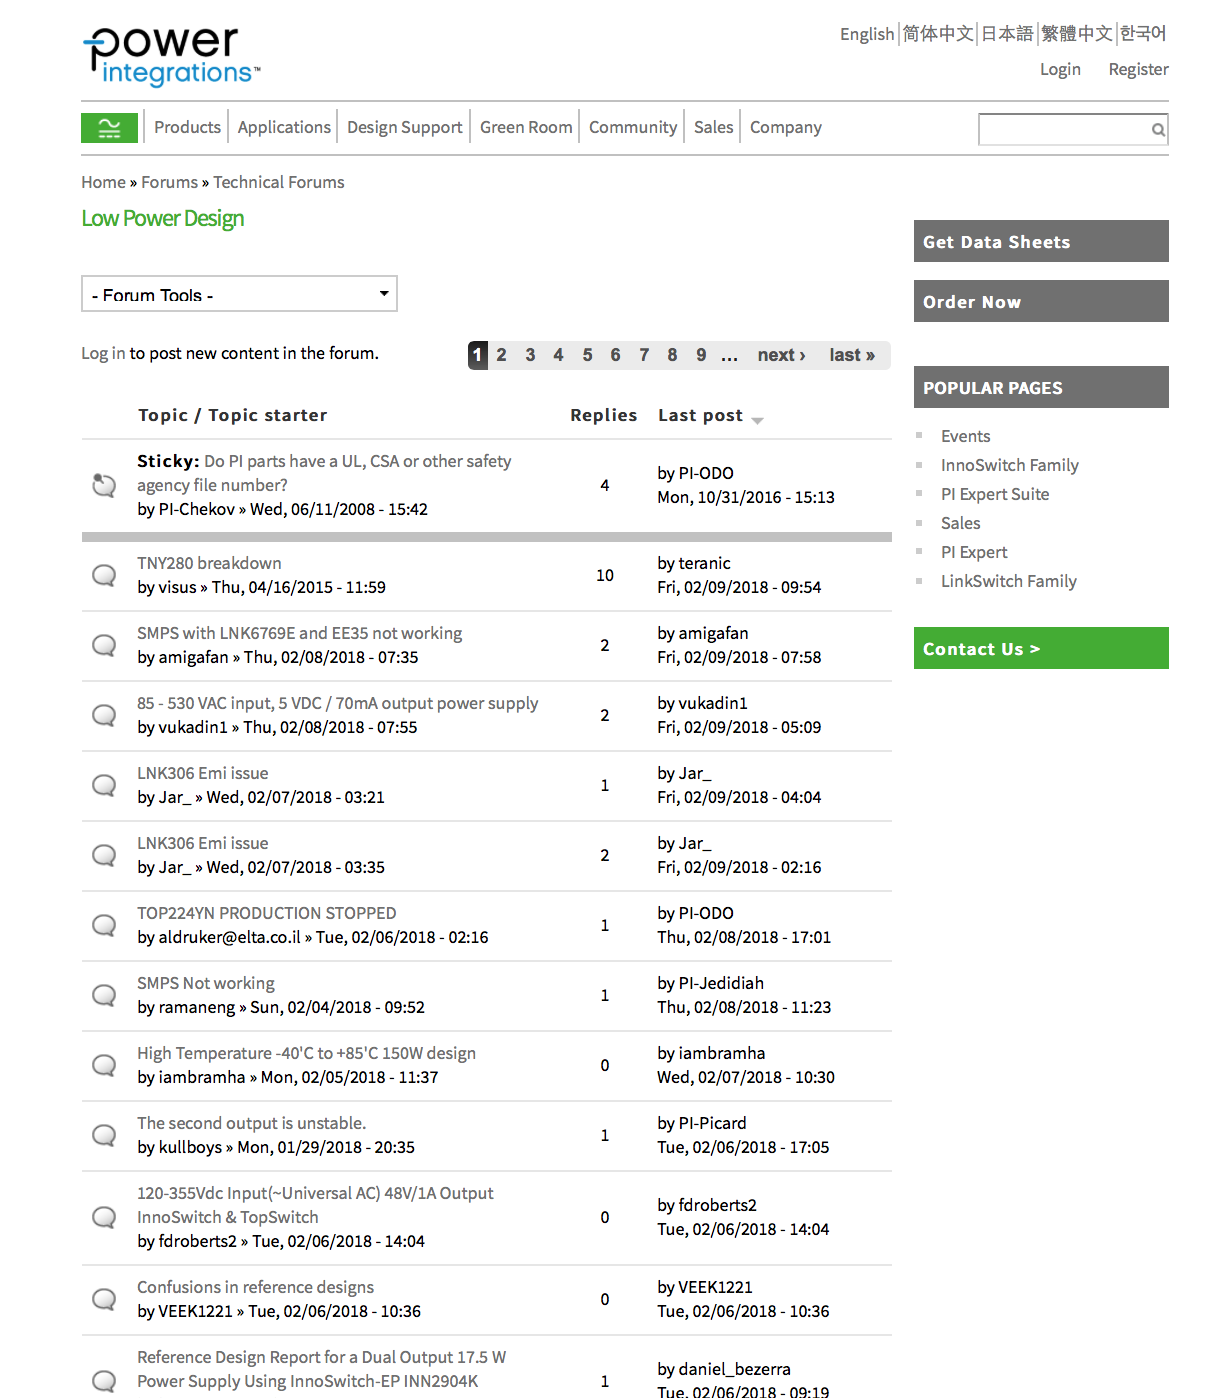 English 简体中文 日本語 繁體中文 한국어
power
integrations™
Login Register
Products Applications Design Support Green Room Community Sales Company
Home » Forums » Technical Forums
Low Power Design
Get Data Sheets
- Forum Tools -
Order Now
Log in to post new content in the forum.
1 2 3 4 5 6 7 8 9 … next › last »
POPULAR PAGES
Events
InnoSwitch Family
PI Expert Suite
Sales
PI Expert
LinkSwitch Family
Contact Us >
Topic / Topic starter Replies Last post
Sticky: Do PI parts have a UL, CSA or other safety
agency file number?
by PI-Chekov » Wed, 06/11/2008 - 15:42
4
by PI-ODO
Mon, 10/31/2016 - 15:13
TNY280 breakdown
by visus » Thu, 04/16/2015 - 11:59
10
by teranic
Fri, 02/09/2018 - 09:54
SMPS with LNK6769E and EE35 not working
by amigafan » Thu, 02/08/2018 - 07:35
2
by amigafan
Fri, 02/09/2018 - 07:58
85 - 530 VAC input, 5 VDC / 70mA output power supply
by vukadin1 » Thu, 02/08/2018 - 07:55
2
by vukadin1
Fri, 02/09/2018 - 05:09
LNK306 Emi issue
by Jar_ » Wed, 02/07/2018 - 03:21
1
by Jar_
Fri, 02/09/2018 - 04:04
LNK306 Emi issue
by Jar_ » Wed, 02/07/2018 - 03:35
2
by Jar_
Fri, 02/09/2018 - 02:16
TOP224YN PRODUCTION STOPPED
by aldruker@elta.co.il » Tue, 02/06/2018 - 02:16
1
by PI-ODO
Thu, 02/08/2018 - 17:01
SMPS Not working
by ramaneng » Sun, 02/04/2018 - 09:52
1
by PI-Jedidiah
Thu, 02/08/2018 - 11:23
High Temperature -40'C to +85'C 150W design
by iambramha » Mon, 02/05/2018 - 11:37
0
by iambramha
Wed, 02/07/2018 - 10:30
The second output is unstable.
by kullboys » Mon, 01/29/2018 - 20:35
1
by PI-Picard
Tue, 02/06/2018 - 17:05
120-355Vdc Input(~Universal AC) 48V/1A Output
InnoSwitch & TopSwitch
by fdroberts2 » Tue, 02/06/2018 - 14:04
0
by fdroberts2
Tue, 02/06/2018 - 14:04
Confusions in reference designs
by VEEK1221 » Tue, 02/06/2018 - 10:36
0
by VEEK1221
Tue, 02/06/2018 - 10:36
Reference Design Report for a Dual Output 17.5 W
Power Supply Using InnoSwitch-EP INN2904K
1
by daniel_bezerra
Tue, 02/06/2018 - 09:19